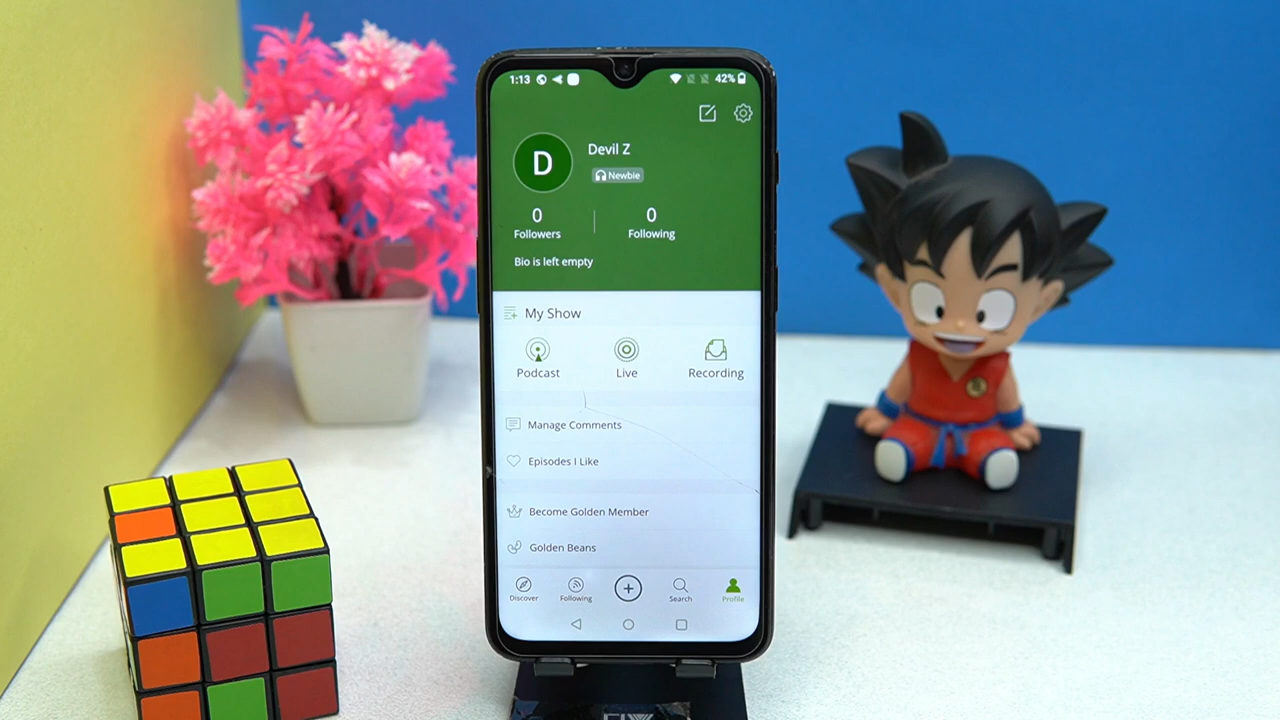 1:13 42%
D
Devil Z
Newbie
0 0
Followers Following
Bio is left empty
My Show
Podcast Live Recording
Manage Comments
Episodes I Like
Become Golden Member
Golden Beans
Discover Following Search Profile